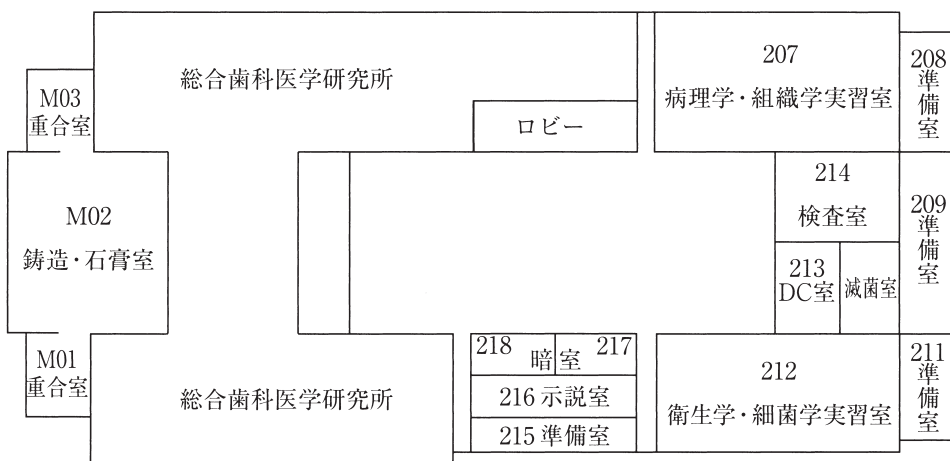 総合歯科医学研究所
207
病理学・組織学実習室
208
準備室
M03
重合室
ロビー
M02
鋳造・石膏室
214
検査室
209
準備室
213
DC室
滅菌室
M01
重合室
総合歯科医学研究所
218 暗室 217
216 示説室
215 準備室
212
衛生学・細菌学実習室
211
準備室